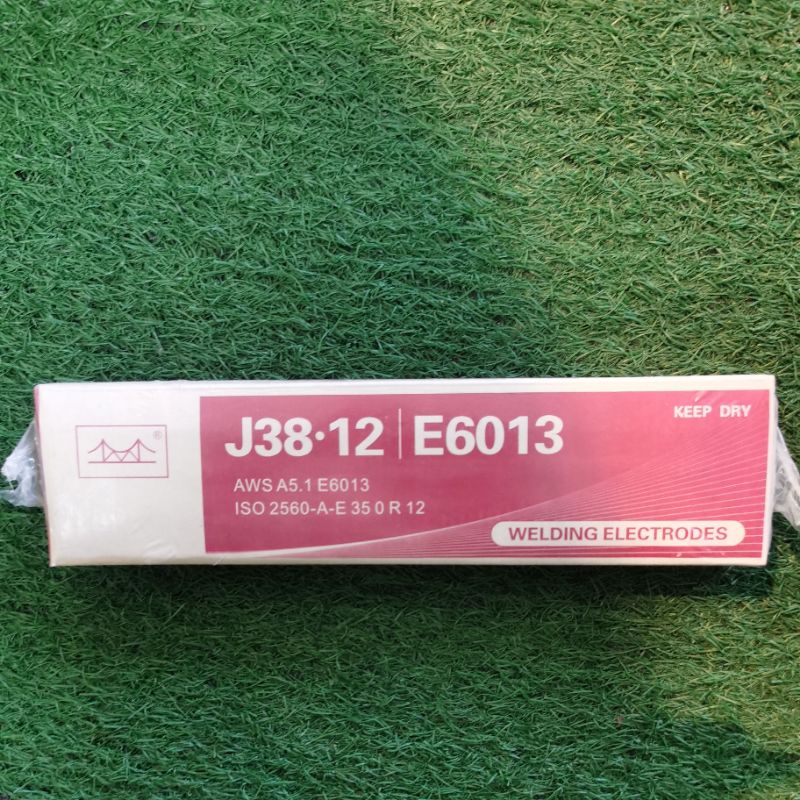 ®
J38·12 | E6013
KEEP DRY
AWS A5.1 E6013
ISO 2560-A-E 35 0 R 12
WELDING ELECTRODES